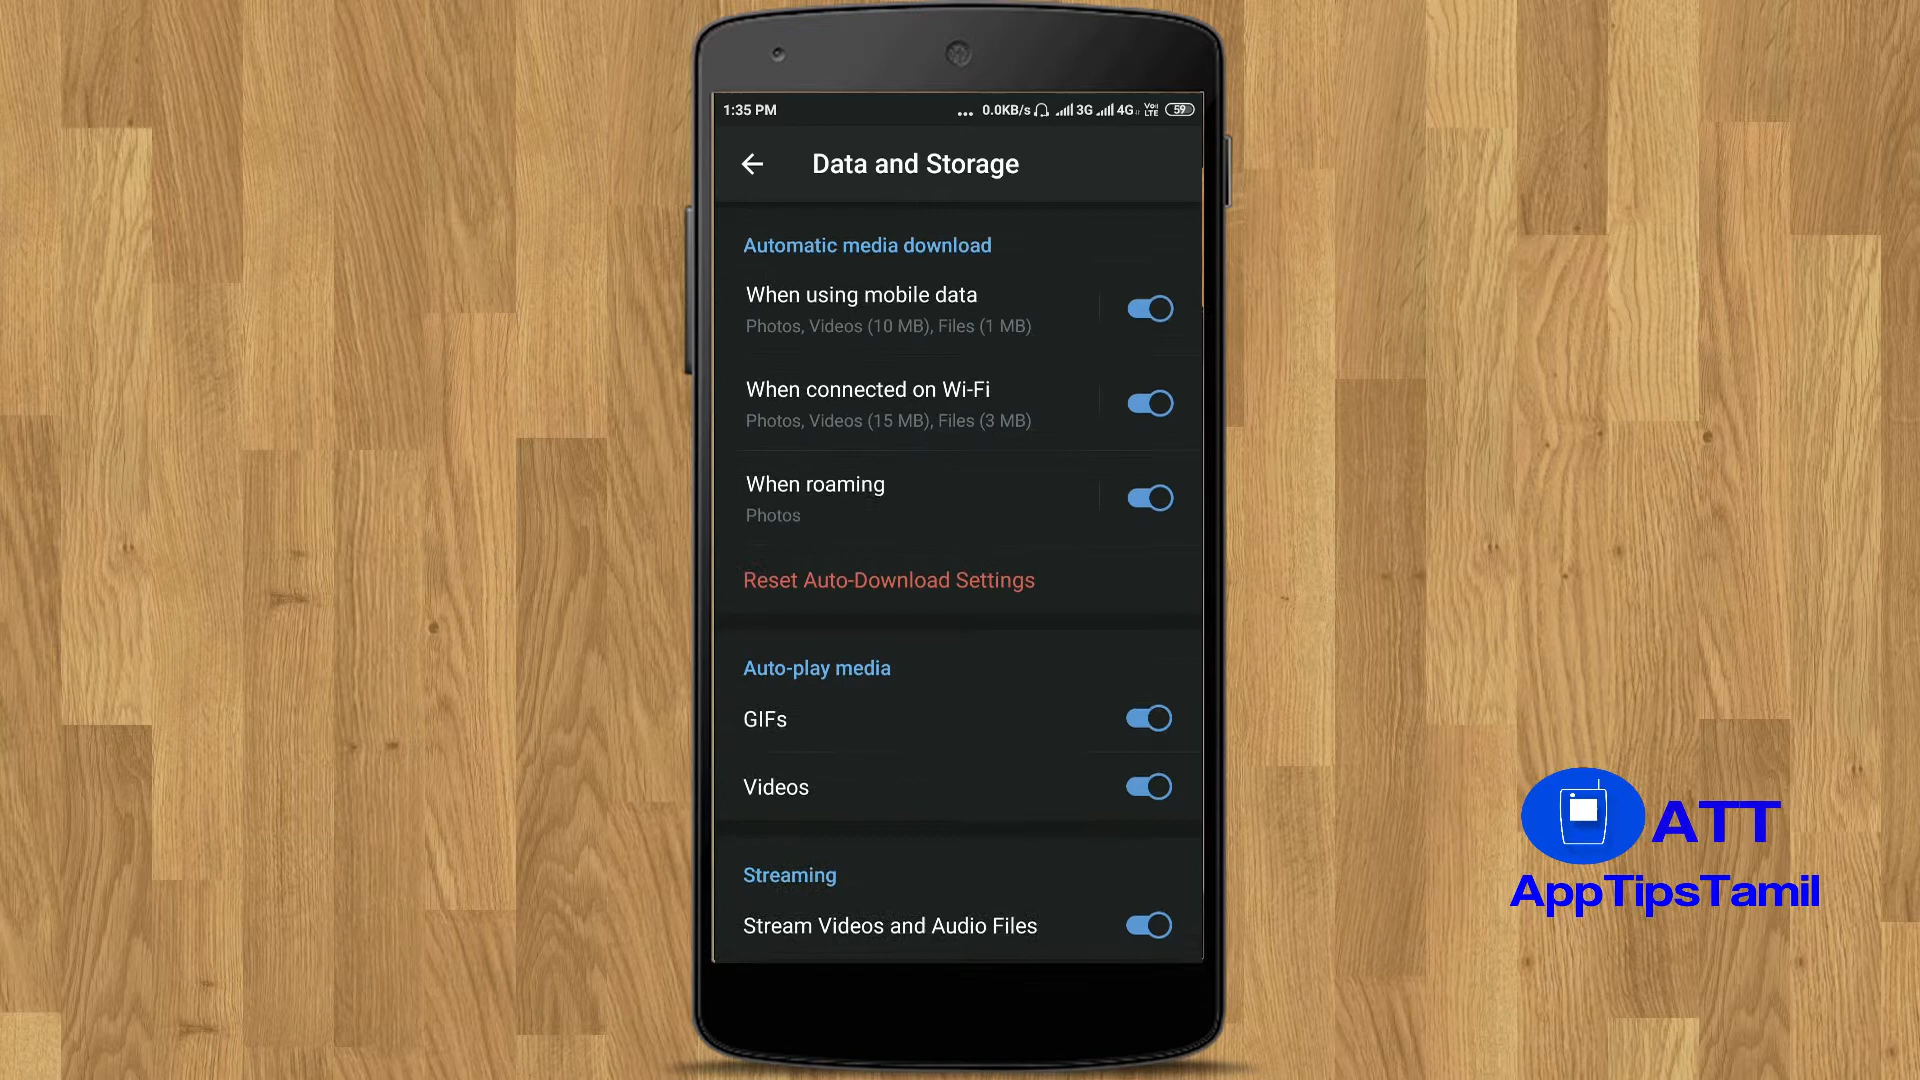 1:35 PM ... 0.0KB/s 3G 4G Vo LTE 59
Data and Storage
Automatic media download
When using mobile data
Photos, Videos (10 MB), Files (1 MB)
When connected on Wi-Fi
Photos, Videos (15 MB), Files (3 MB)
When roaming
Photos
Reset Auto-Download Settings
Auto-play media
GIFs
Videos
Streaming
Stream Videos and Audio Files
ATT
AppTipsTamil